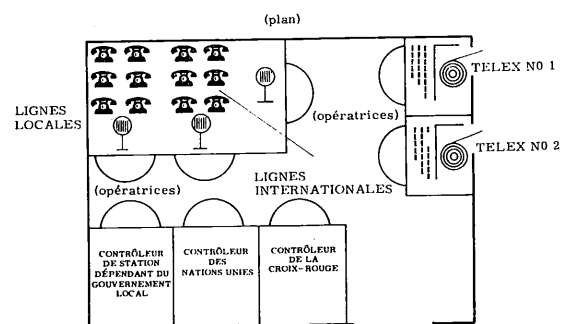 (plan)
TELEX NO 1
LIGNES
LOCALES
(opératrices)
TELEX NO 2
(opératrices)
LIGNES
INTERNATIONALES
CONTRÔLEUR
DE STATION
DÉPENDANT DU
GOUVERNEMENT
LOCAL
CONTRÔLEUR
DES
NATIONS UNIES
CONTRÔLEUR
DE LA
CROIX-ROUGE